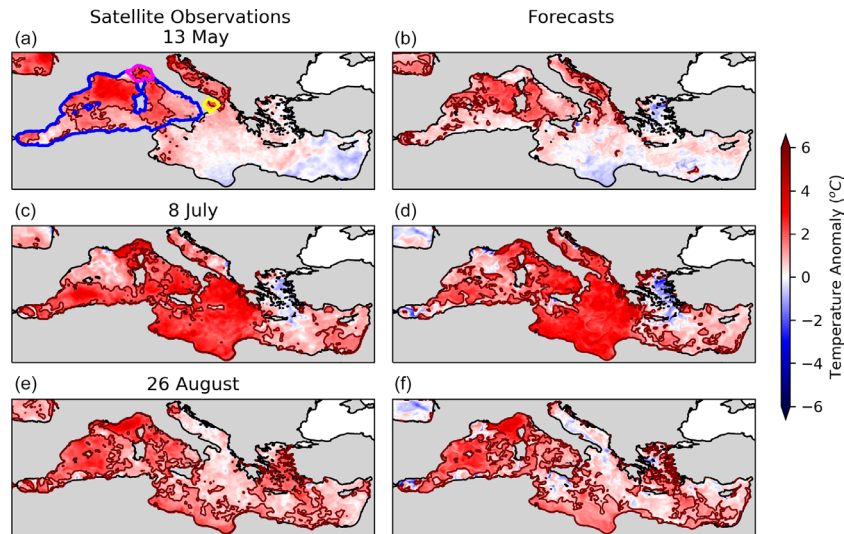 Satellite Observations
Forecasts
(a)
13 May
(b)
(c)
8 July
(d)
(e)
26 August
(f)
6
4
2
0
−2
−4
−6
Temperature Anomaly (°C)